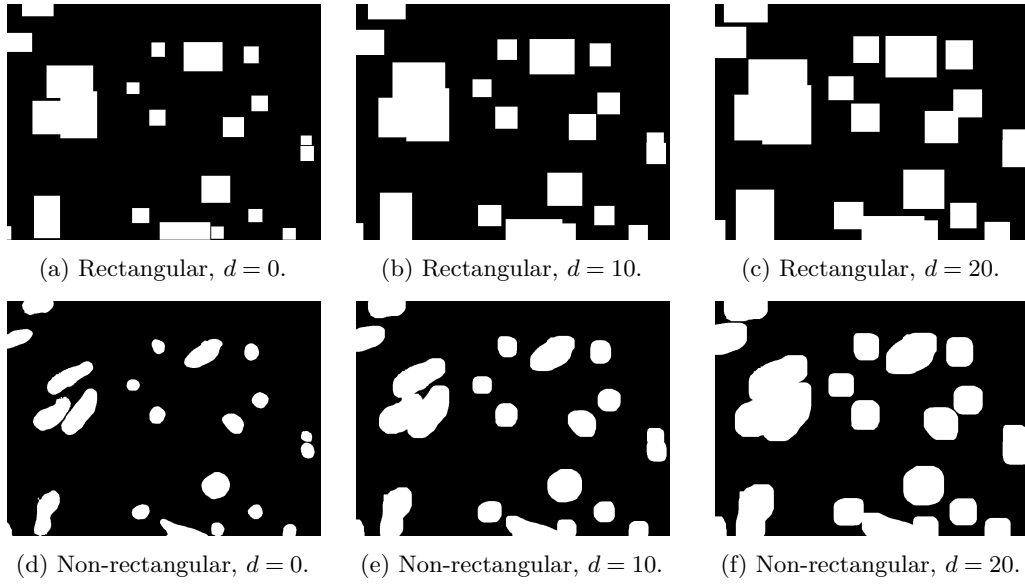 (a) Rectangular, d = 0.
(b) Rectangular, d = 10.
(c) Rectangular, d = 20.
(d) Non-rectangular, d = 0.
(e) Non-rectangular, d = 10.
(f) Non-rectangular, d = 20.